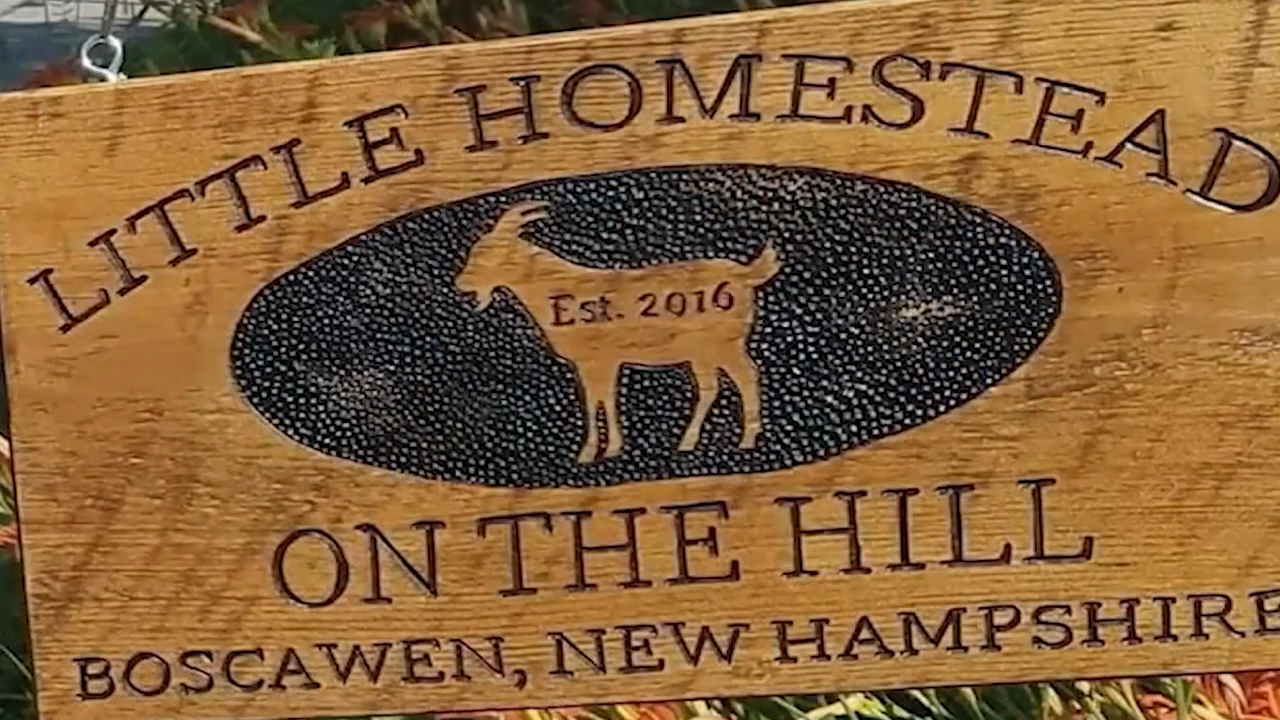 LITTLE HOMESTEAD
Est. 2016
ON THE HILL
BOSCAWEN, NEW HAMPSHIRE